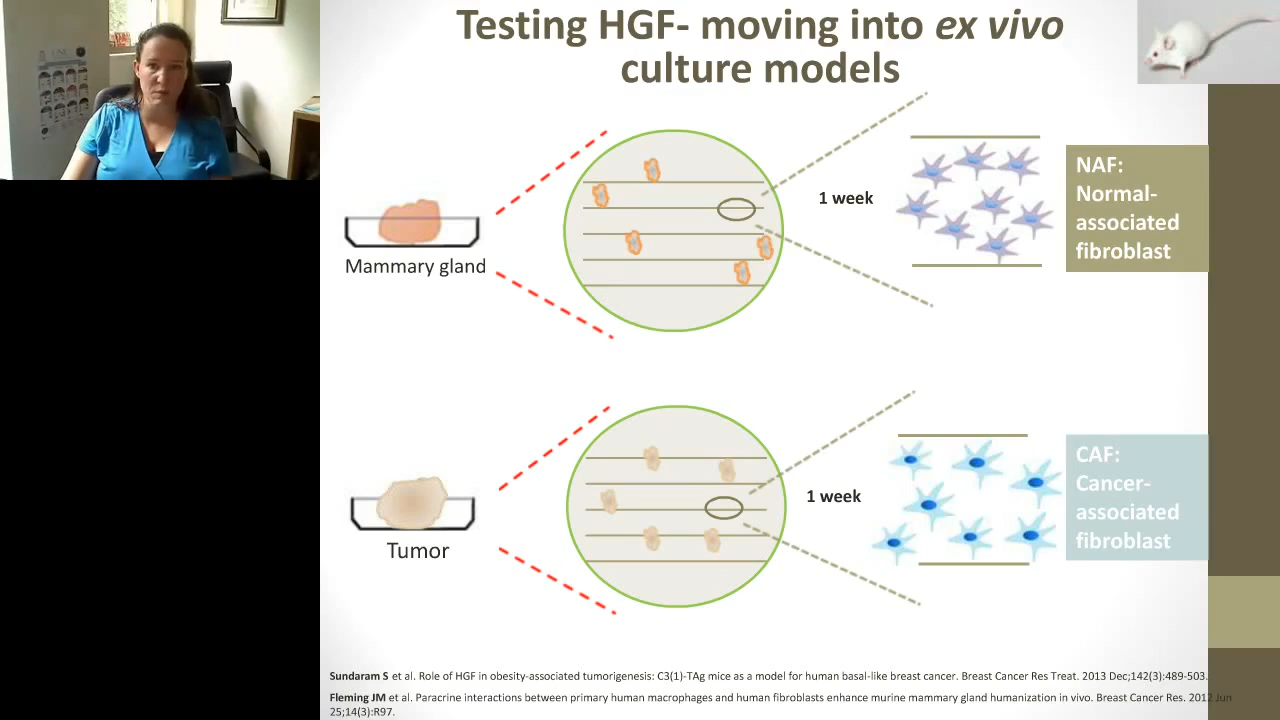 Testing HGF- moving into ex vivo
culture models
Mammary gland
1 week
NAF:
Normal-
associated
fibroblast
Tumor
1 week
CAF:
Cancer-
associated
fibroblast
Sundaram S et al. Role of HGF in obesity-associated tumorigenesis: C3(1)-TAg mice as a model for human basal-like breast cancer. Breast Cancer Res Treat. 2013 Dec;142(3):489-503.
Fleming JM et al. Paracrine interactions between primary human macrophages and human fibroblasts enhance murine mammary gland humanization in vivo. Breast Cancer Res. 2012 Jun
25;14(3):R97.